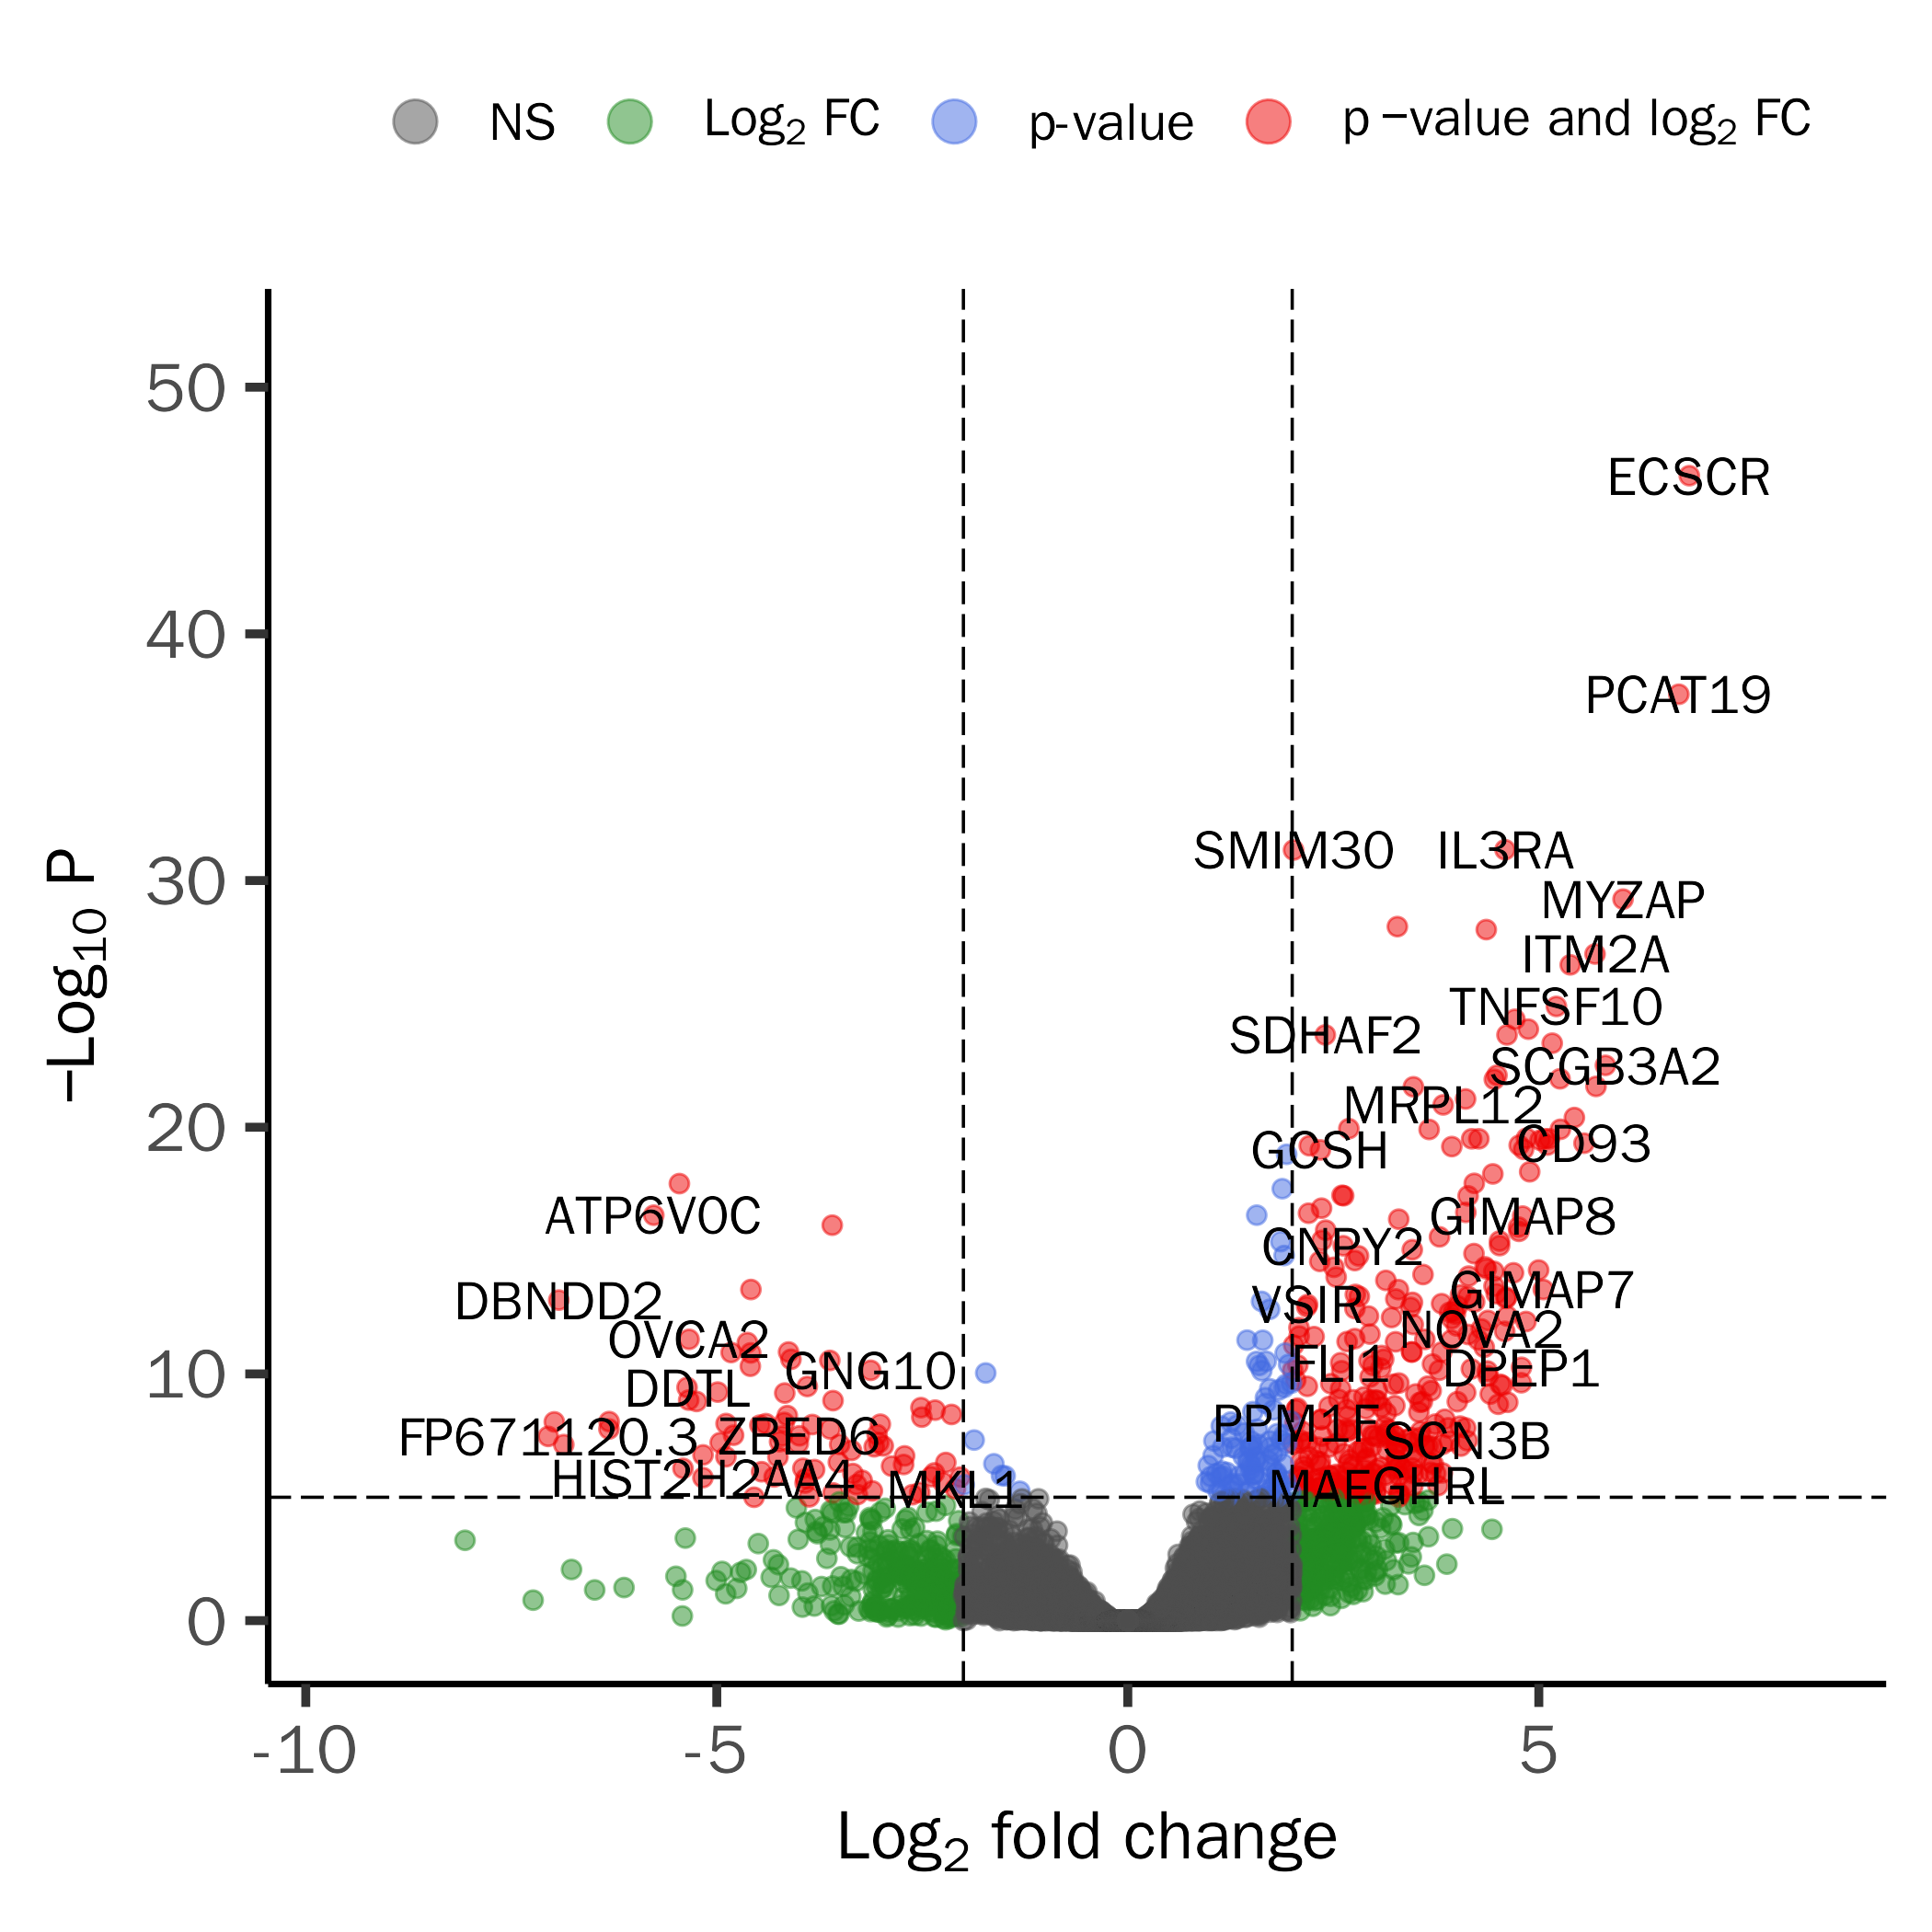 NS Log2 FC p-value p −value and log2 FC
50
ECSCR
40
PCAT19
SMIM30 IL3RA
30
MYZAP
ITM2A
TNFSF10
SDHAF2
SCGB3A2
MRPL12
20
CD93
GCSH
ATP6V0C
GIMAP8
CNPY2
DBNDD2
GIMAP7
VSIR
OVCA2
NOVA2
GNG10
FLI1
DPEP1
10
DDTL
PPM1F
FP671120.3 ZBED6
SCN3B
HIST2H2AA4
MKL1
MAFGHRL
0
−Log10 P
-10 -5 0 5
Log2 fold change